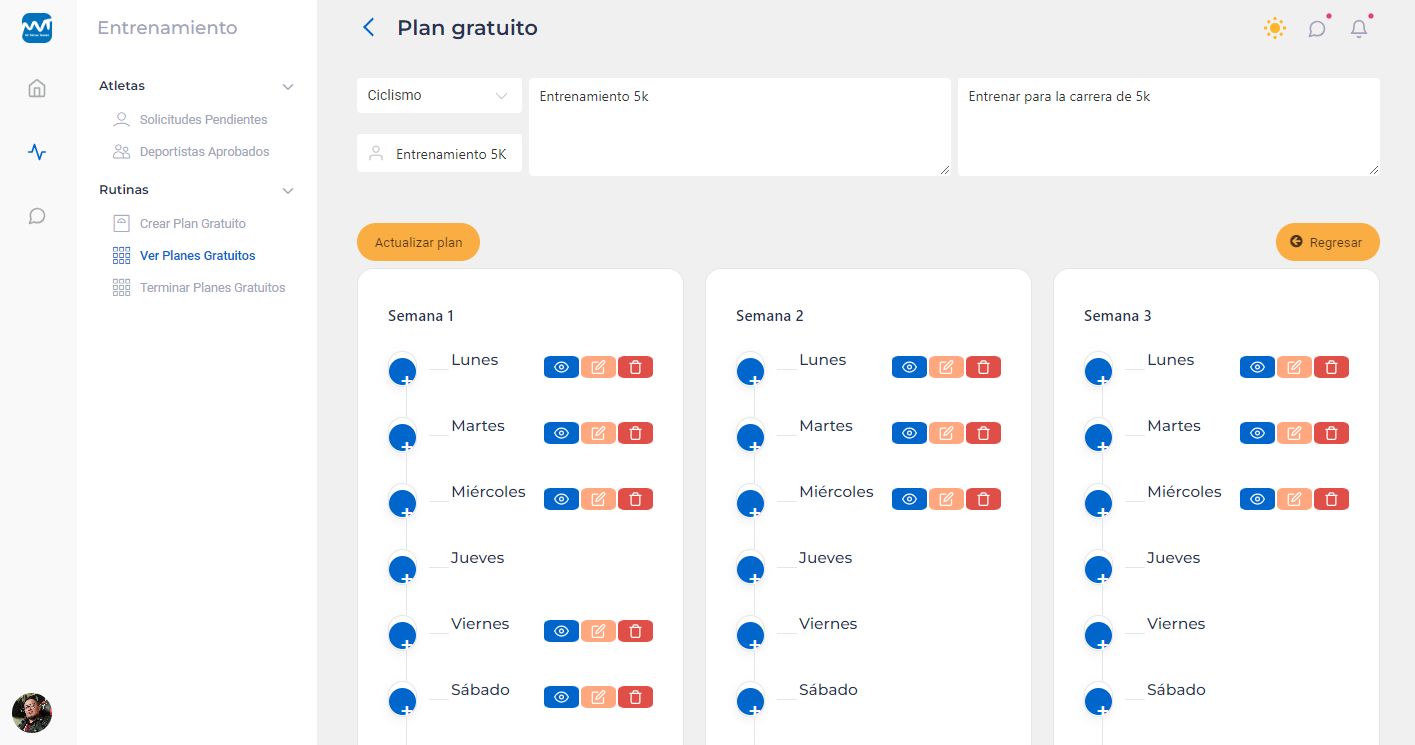 Entrenamiento
Atletas
Solicitudes Pendientes
Deportistas Aprobados
Rutinas
Crear Plan Gratuito
Ver Planes Gratuitos
Terminar Planes Gratuitos
Plan gratuito
Ciclismo
Entrenamiento 5K
Entrenamiento 5k
Entrenar para la carrera de 5k
Actualizar plan
Regresar
Semana 1
Lunes
Martes
Miércoles
Jueves
Viernes
Sábado
Semana 2
Lunes
Martes
Miércoles
Jueves
Viernes
Sábado
Semana 3
Lunes
Martes
Miércoles
Jueves
Viernes
Sábado